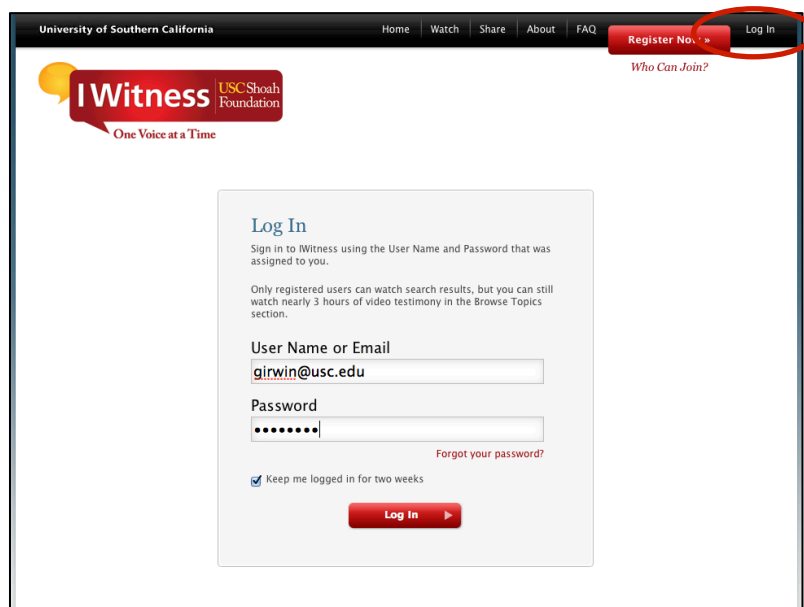 University of Southern California
Home Watch Share About FAQ
Register Now »
Log In
Who Can Join?
IWitness
USC Shoah
Foundation
One Voice at a Time
Log In
Sign in to IWitness using the User Name and Password that was
assigned to you.
Only registered users can watch search results, but you can still
watch nearly 3 hours of video testimony in the Browse Topics
section.
User Name or Email
girwin@usc.edu
Password
••••••••
Forgot your password?
Keep me logged in for two weeks
Log In